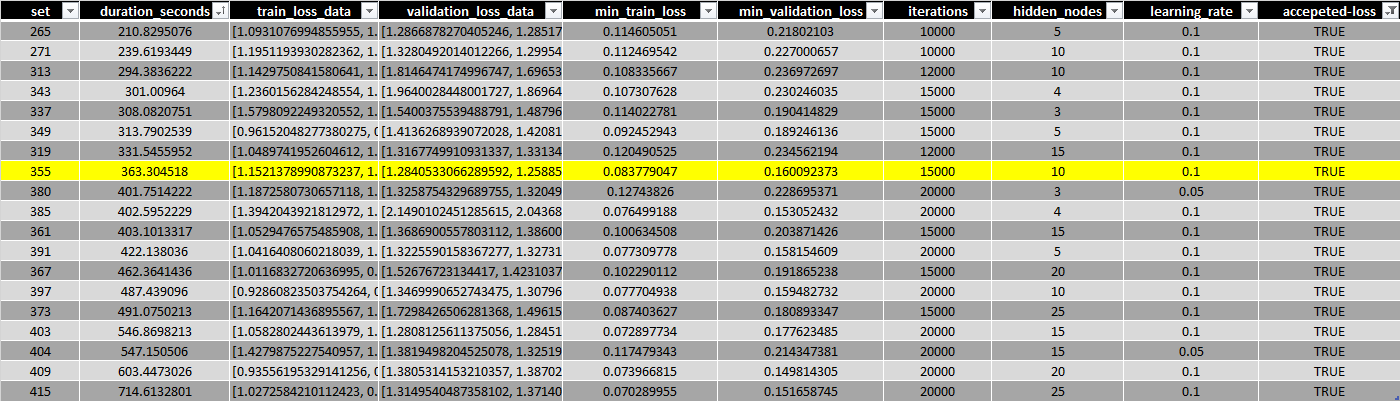 set duration_seconds train_loss_data validation_loss_data min_train_loss min_validation_loss iterations hidden_nodes learning_rate accepeted-loss
265 210.8295076 [1.0931076994855955, 1. [1.2866878270405246, 1.28517 0.114605051 0.21802103 10000 5 0.1 TRUE
271 239.6193449 [1.1951193930282362, 1. [1.3280492014012266, 1.29954 0.112469542 0.227000657 10000 10 0.1 TRUE
313 294.3836222 [1.1429750841580641, 1. [1.8146474174996747, 1.69653 0.108335667 0.236972697 12000 10 0.1 TRUE
343 301.00964 [1.2360156284248554, 1. [1.9640028448001727, 1.86964 0.107307628 0.230246035 15000 4 0.1 TRUE
337 308.0820751 [1.5798092249320552, 1. [1.5400375539488791, 1.48796 0.114022781 0.190414829 15000 3 0.1 TRUE
349 313.7902539 [0.96152048277380275, 0 [1.4136268939072028, 1.42081 0.092452943 0.189246136 15000 5 0.1 TRUE
319 331.5455952 [1.0489741952604612, 1. [1.3167749910931337, 1.33134 0.120490525 0.234562194 12000 15 0.1 TRUE
355 363.304518 [1.1521378990873237, 1. [1.2840533066289592, 1.25885 0.083779047 0.160092373 15000 10 0.1 TRUE
380 401.7514222 [1.1872580730657118, 1. [1.3258754329689755, 1.32049 0.12743826 0.228695371 20000 3 0.05 TRUE
385 402.5952229 [1.3942043921812972, 1. [2.1490102451285615, 2.04368 0.076499188 0.153052432 20000 4 0.1 TRUE
361 403.1013317 [1.0529476575485908, 1. [1.3686900557803112, 1.38600 0.100634508 0.203871426 15000 15 0.1 TRUE
391 422.138036 [1.0416408060218039, 1. [1.3225590158367277, 1.32731 0.077309778 0.158154609 20000 5 0.1 TRUE
367 462.3641436 [1.0116832720636995, 0. [1.52676723134417, 1.4231037 0.102290112 0.191865238 15000 20 0.1 TRUE
397 487.439096 [0.92860823503754264, 0 [1.3469990652743475, 1.30796 0.077704938 0.159482732 20000 10 0.1 TRUE
373 491.0750213 [1.1642071436895567, 1. [1.7298426506281368, 1.49615 0.087403627 0.180893347 15000 25 0.1 TRUE
403 546.8698213 [1.0582802443613979, 1. [1.2808125611375056, 1.28451 0.072897734 0.177623485 20000 15 0.1 TRUE
404 547.150506 [1.4279875227540957, 1. [1.3819498204525078, 1.32519 0.117479343 0.214347381 20000 15 0.05 TRUE
409 603.4473026 [0.93556195329141256, 0 [1.3805314153210357, 1.38702 0.073966815 0.149814305 20000 20 0.1 TRUE
415 714.6132801 [1.0272584210112423, 0. [1.3149540487358102, 1.37140 0.070289955 0.151658745 20000 25 0.1 TRUE